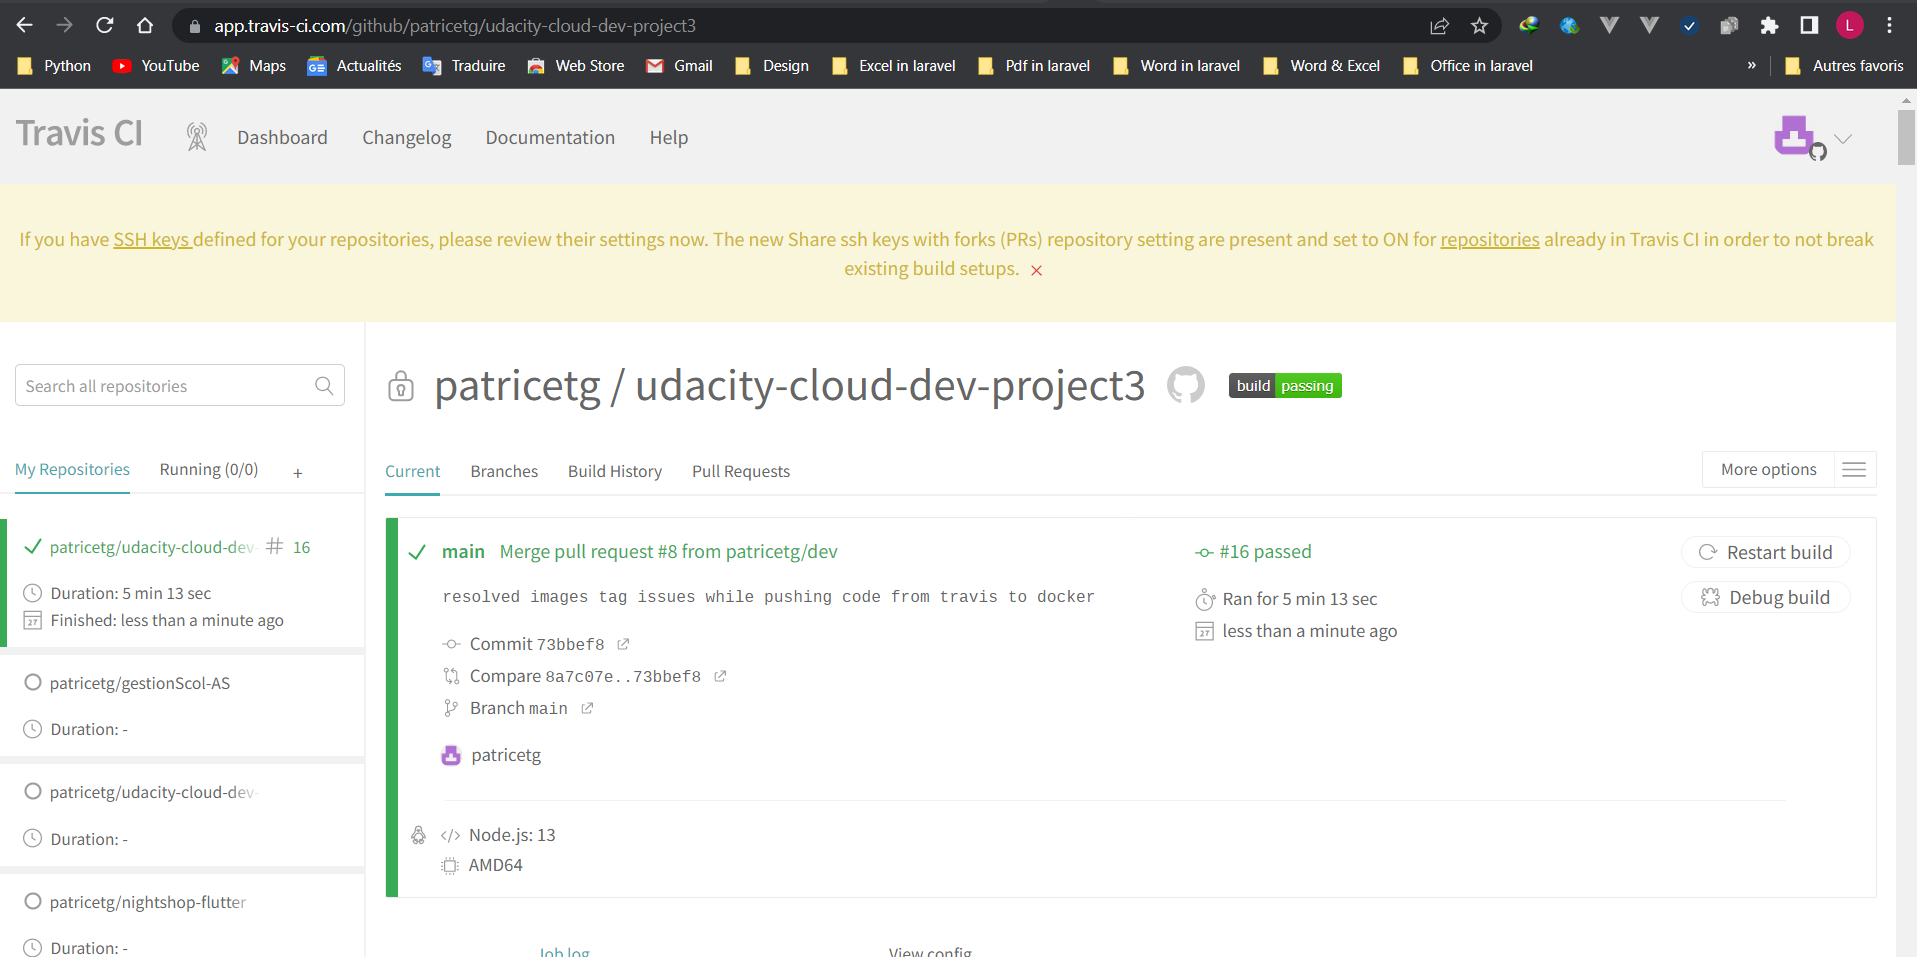 app.travis-ci.com/github/patricetg/udacity-cloud-dev-project3
L
Python YouTube Maps Actualités Traduire Web Store Gmail Design Excel in laravel Pdf in laravel Word in laravel Word & Excel Office in laravel » Autres favoris
Travis CI Dashboard Changelog Documentation Help
If you have SSH keys defined for your repositories, please review their settings now. The new Share ssh keys with forks (PRs) repository setting are present and set to ON for repositories already in Travis CI in order to not break
existing build setups. ×
Search all repositories
My Repositories Running (0/0) +
patricetg/udacity-cloud-dev- # 16
Duration: 5 min 13 sec
27 Finished: less than a minute ago
patricetg/gestionScol-AS
Duration: -
patricetg/udacity-cloud-dev-
Duration: -
patricetg/nightshop-flutter
Duration: -
patricetg / udacity-cloud-dev-project3 build passing
Current Branches Build History Pull Requests More options
main Merge pull request #8 from patricetg/dev
resolved images tag issues while pushing code from travis to docker
Commit 73bbef8
Compare 8a7c07e..73bbef8
Branch main
patricetg
#16 passed
Ran for 5 min 13 sec
27 less than a minute ago
Restart build
Debug build
</> Node.js: 13
AMD64
Job log View config